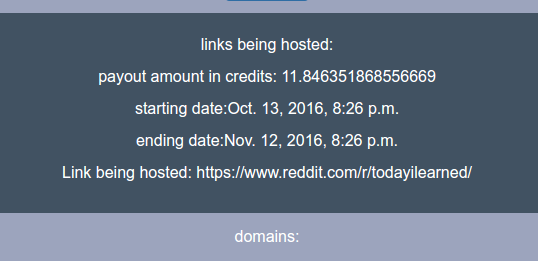 links being hosted:
payout amount in credits: 11.846351868556669
starting date:Oct. 13, 2016, 8:26 p.m.
ending date:Nov. 12, 2016, 8:26 p.m.
Link being hosted: https://www.reddit.com/r/todayilearned/
domains: